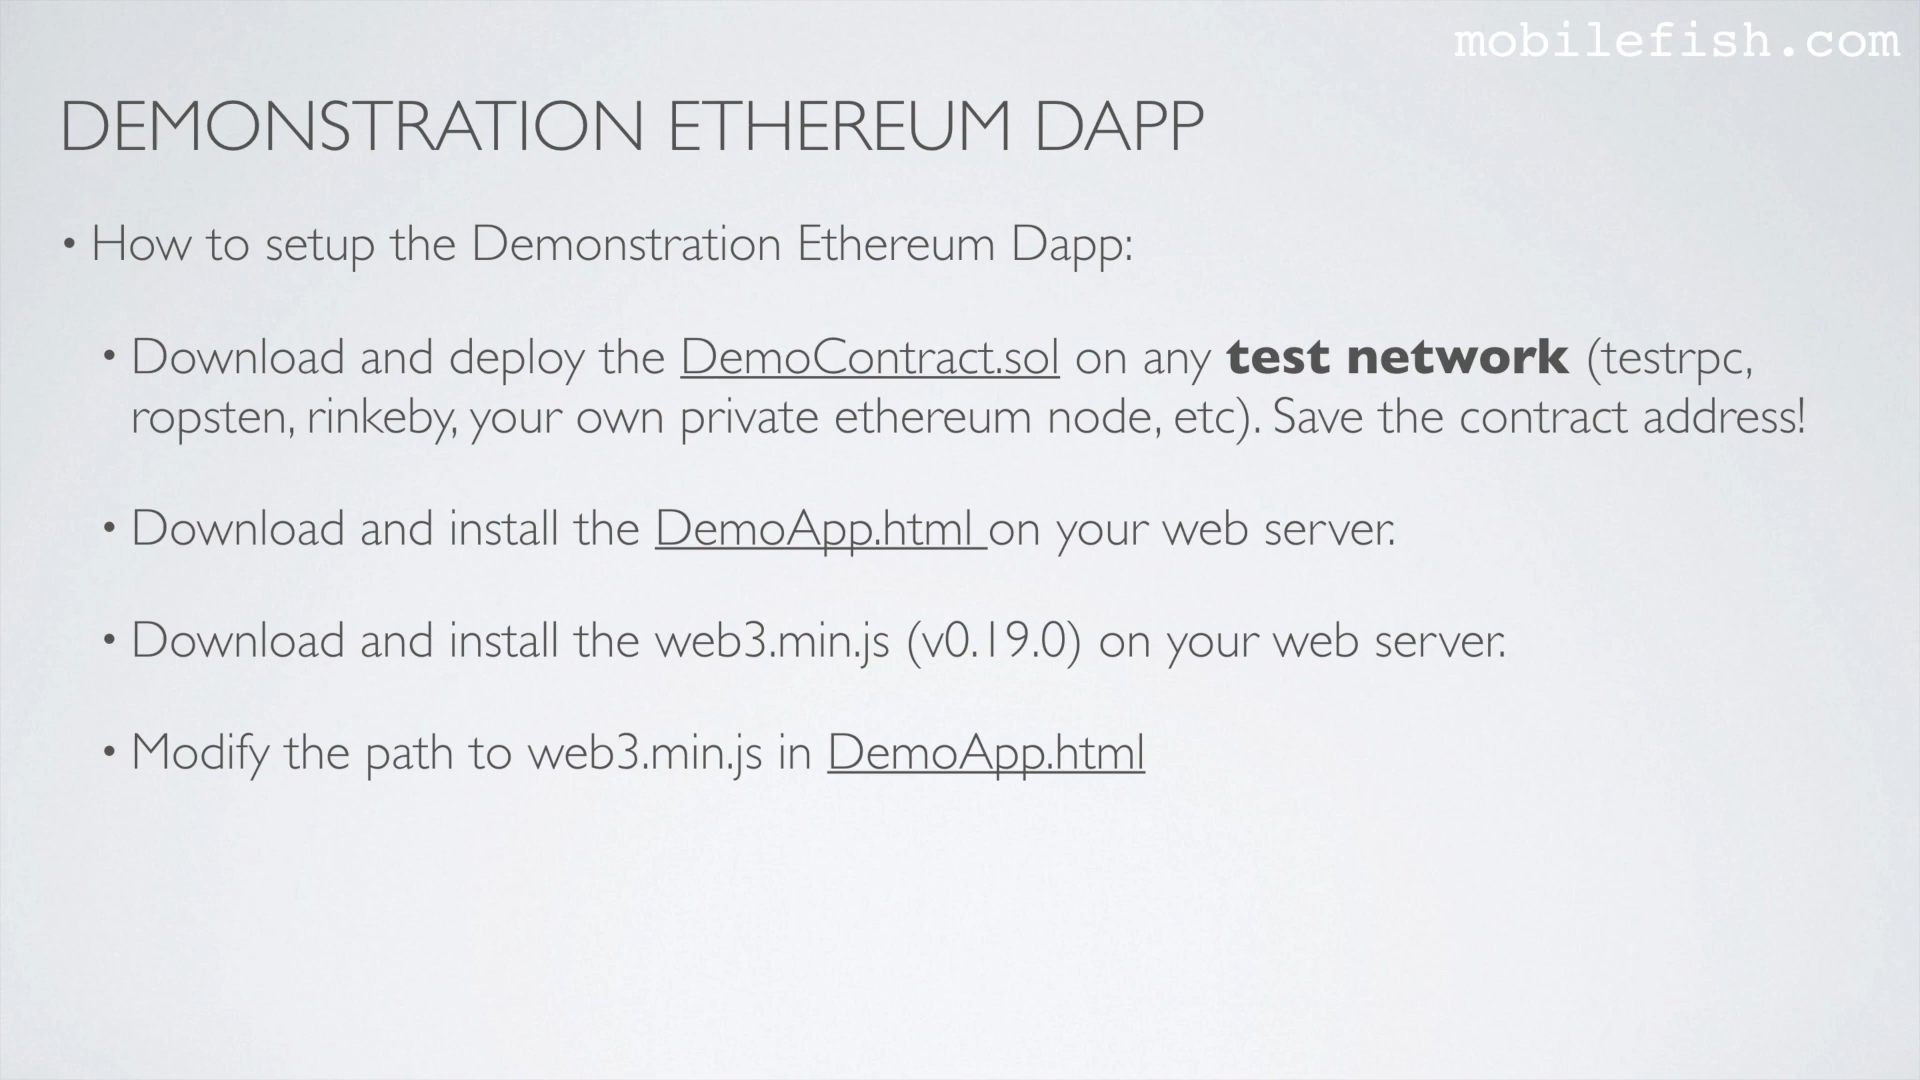 mobilefish.com
DEMONSTRATION ETHEREUM DAPP
• How to setup the Demonstration Ethereum Dapp:
• Download and deploy the DemoContract.sol on any test network (testrpc,
ropsten, rinkeby, your own private ethereum node, etc). Save the contract address!
• Download and install the DemoApp.html on your web server.
• Download and install the web3.min.js (v0.19.0) on your web server.
• Modify the path to web3.min.js in DemoApp.html